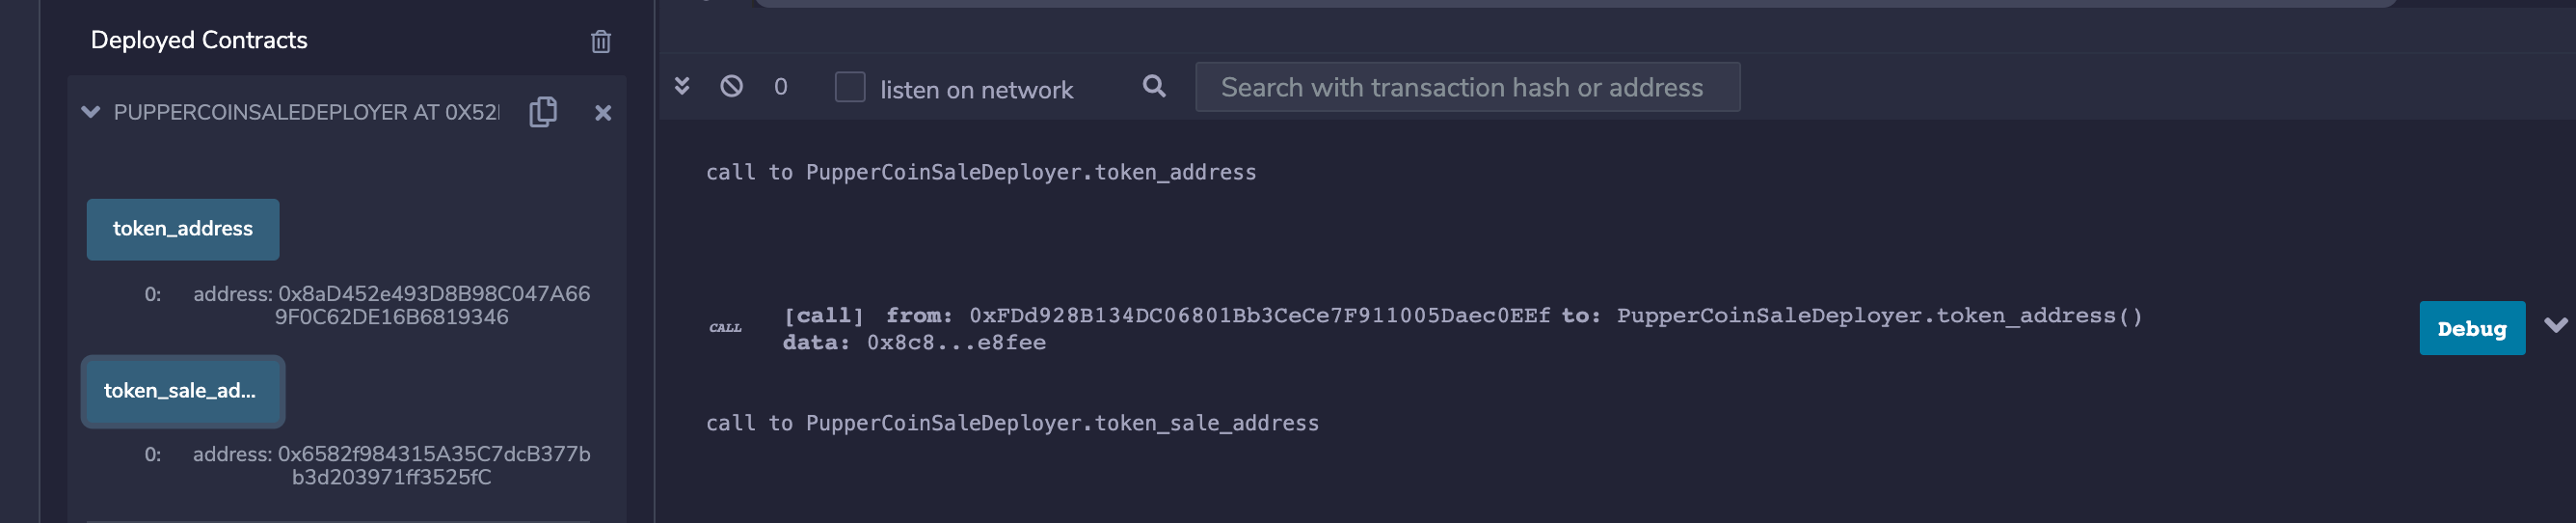 Deployed Contracts
PUPPERCOINSALEDEPLOYER AT 0X52
token_address
0: address: 0x8aD452e493D8B98C047A66
9F0C62DE16B6819346
token_sale_ad...
0: address: 0x6582f984315A35C7dcB377b
b3d203971ff3525fC
0
listen on network
Search with transaction hash or address
call to PupperCoinSaleDeployer.token_address
CALL
[call] from: 0xFDd928B134DC06801Bb3CeCe7F911005Daec0EEf to: PupperCoinSaleDeployer.token_address()
data: 0x8c8...e8fee
Debug
call to PupperCoinSaleDeployer.token_sale_address